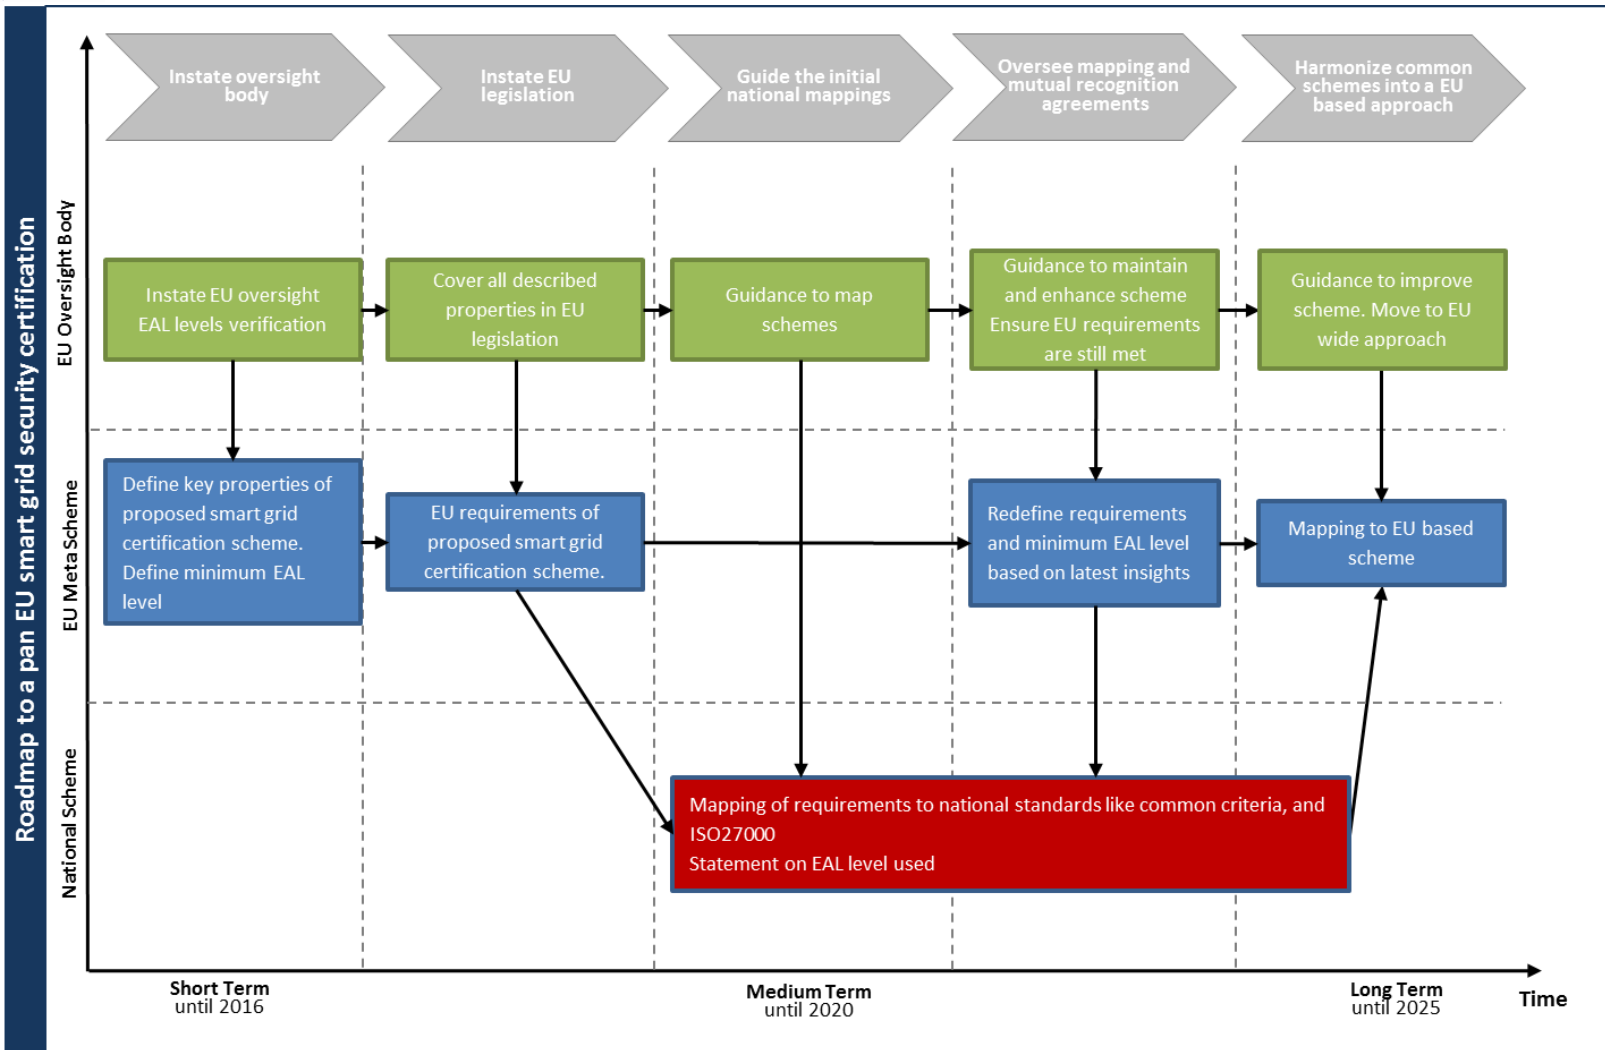 Roadmap to a pan EU smart grid security certification
Instate oversight
body
Instate EU
legislation
Guide the initial
national mappings
Oversee mapping and
mutual recognition
agreements
Harmonize common
schemes into a EU
based approach
EU Oversight Body
Instate EU oversight
EAL levels verification
Cover all described
properties in EU
legislation
Guidance to map
schemes
Guidance to maintain
and enhance scheme
Ensure EU requirements
are still met
Guidance to improve
scheme. Move to EU
wide approach
EU Meta Scheme
Define key properties of
proposed smart grid
certification scheme.
Define minimum EAL
level
EU requirements of
proposed smart grid
certification scheme.
Redefine requirements
and minimum EAL level
based on latest insights
Mapping to EU based
scheme
National Scheme
Mapping of requirements to national standards like common criteria, and
ISO27000
Statement on EAL level used
Short Term
until 2016
Medium Term
until 2020
Long Term
until 2025
Time